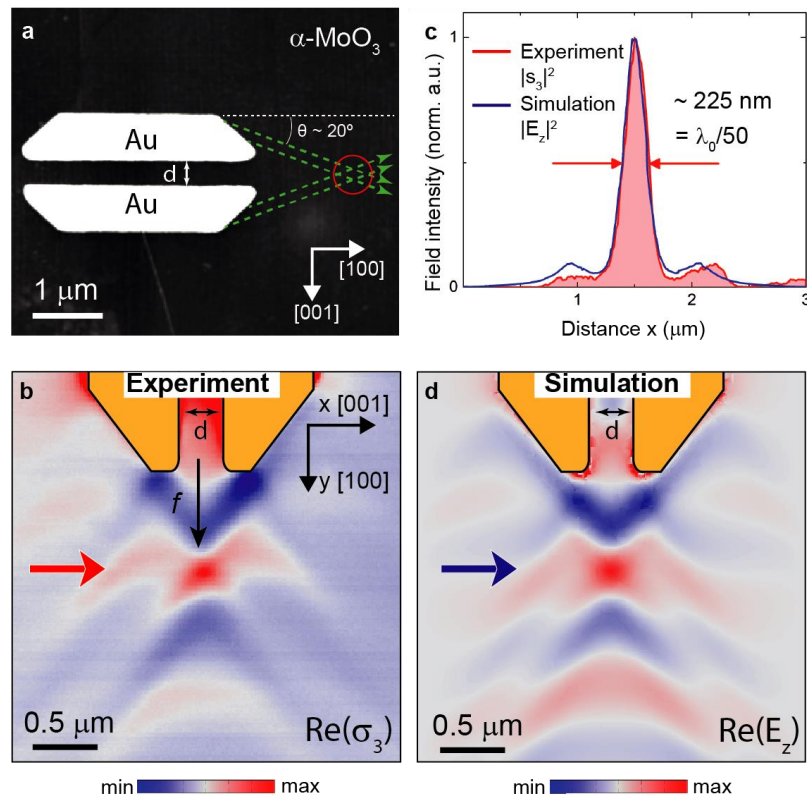 a
α-MoO₃
Au
θ ~ 20°
d
Au
1 μm
[100]
[001]
c
1
Experiment
|s₃|²
Simulation
|E_z|²
~ 225 nm
= λ₀/50
Field intensity (norm. a.u.)
0
1
2
3
Distance x (μm)
b
Experiment
d
x [001]
y [100]
f
0.5 μm
Re(σ₃)
min
max
d
Simulation
d
0.5 μm
Re(E_z)
min
max